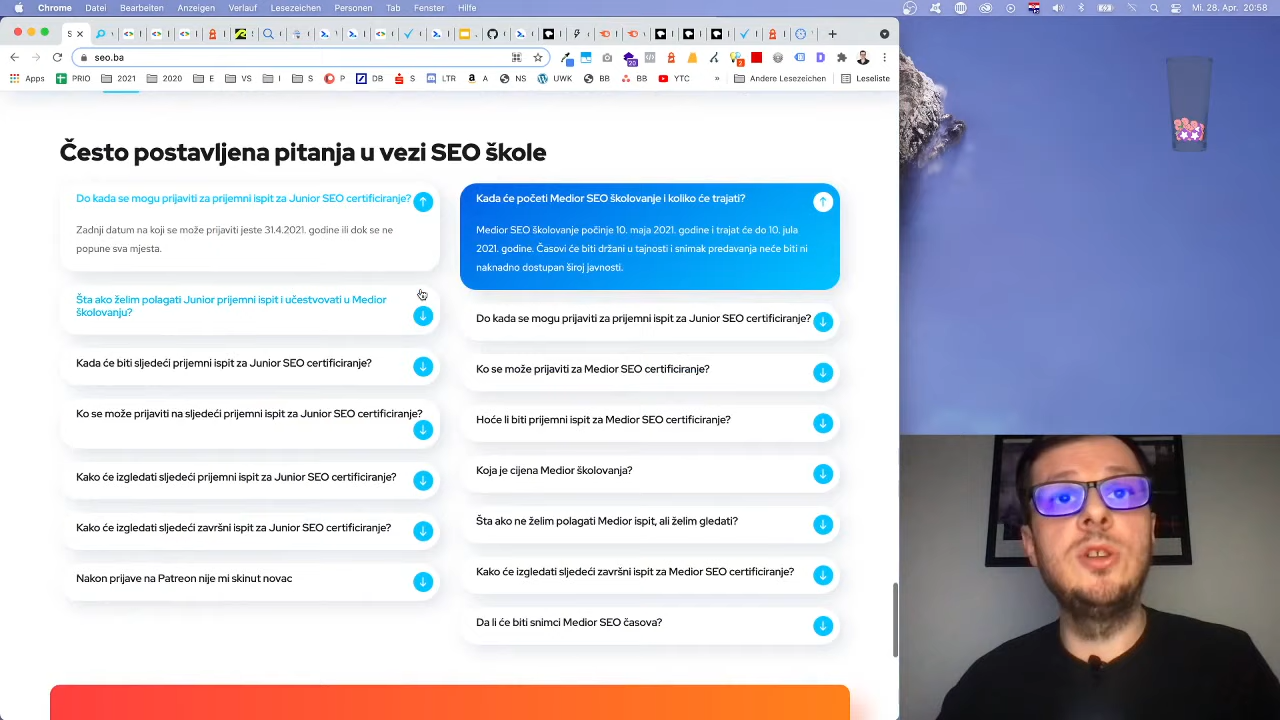 Chrome Datei Bearbeiten Anzeigen Verlauf Lesezeichen Personen Tab Fenster Hilfe
Mi. 28. Apr. 20:58
S
seo.ba
20
2
Apps PRIO 2021 2020 E VS S P DB S LTR A NS UWK BB BB YTC » Andere Lesezeichen Leseliste
Često postavljena pitanja u vezi SEO škole
Do kada se mogu prijaviti za prijemni ispit za Junior SEO certificiranje?
Zadnji datum na koji se može prijaviti jeste 31.4.2021. godine ili dok se ne
popune sva mjesta.
Šta ako želim polagati Junior prijemni ispit i učestvovati u Medior
školovanju?
Kada će biti sljedeći prijemni ispit za Junior SEO certificiranje?
Ko se može prijaviti na sljedeći prijemni ispit za Junior SEO certificiranje?
Kako će izgledati sljedeći prijemni ispit za Junior SEO certificiranje?
Kako će izgledati sljedeći završni ispit za Junior SEO certificiranje?
Nakon prijave na Patreon nije mi skinut novac
Kada će početi Medior SEO školovanje i koliko će trajati?
Medior SEO školovanje počinje 10. maja 2021. godine i trajat će do 10. jula
2021. godine. Časovi će biti držani u tajnosti i snimak predavanja neće biti ni
naknadno dostupan široj javnosti.
Do kada se mogu prijaviti za prijemni ispit za Junior SEO certificiranje?
Ko se može prijaviti za Medior SEO certificiranje?
Hoće li biti prijemni ispit za Medior SEO certificiranje?
Koja je cijena Medior školovanja?
Šta ako ne želim polagati Medior ispit, ali želim gledati?
Kako će izgledati sljedeći završni ispit za Medior SEO certificiranje?
Da li će biti snimci Medior SEO časova?